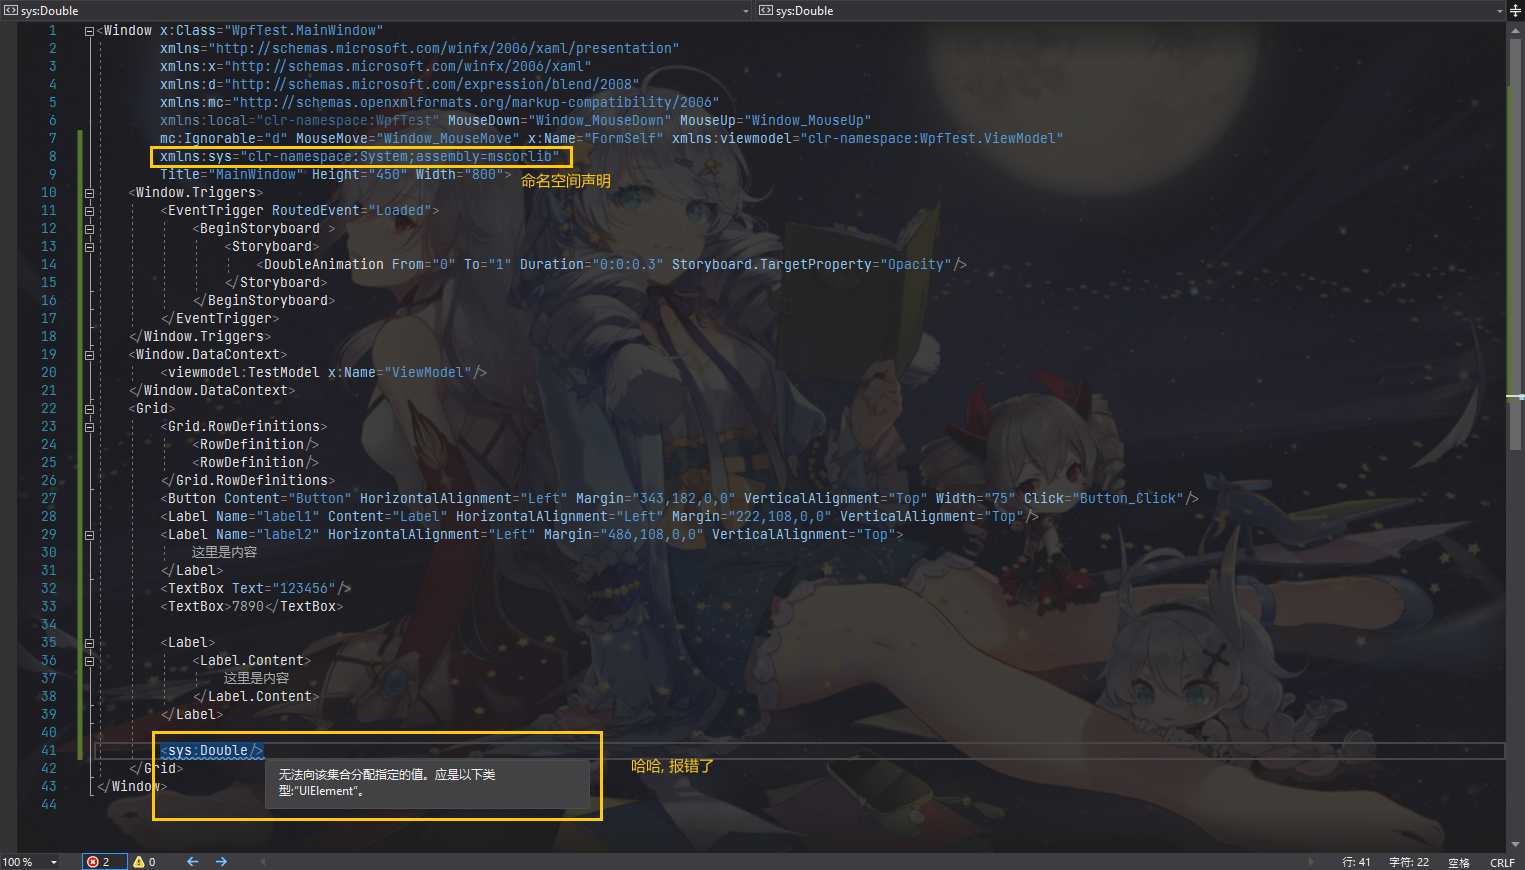 sys:Double sys:Double
1 <Window x:Class="WpfTest.MainWindow"
2 xmlns="http://schemas.microsoft.com/winfx/2006/xaml/presentation"
3 xmlns:x="http://schemas.microsoft.com/winfx/2006/xaml"
4 xmlns:d="http://schemas.microsoft.com/expression/blend/2008"
5 xmlns:mc="http://schemas.openxmlformats.org/markup-compatibility/2006"
6 xmlns:local="clr-namespace:WpfTest" MouseDown="Window_MouseDown" MouseUp="Window_MouseUp"
7 mc:Ignorable="d" MouseMove="Window_MouseMove" x:Name="FormSelf" xmlns:viewmodel="clr-namespace:WpfTest.ViewModel"
8 xmlns:sys="clr-namespace:System;assembly=mscorlib"
9 Title="MainWindow" Height="450" Width="800">
命名空间声明
10 <Window.Triggers>
11 <EventTrigger RoutedEvent="Loaded">
12 <BeginStoryboard >
13 <Storyboard>
14 <DoubleAnimation From="0" To="1" Duration="0:0:0.3" Storyboard.TargetProperty="Opacity"/>
15 </Storyboard>
16 </BeginStoryboard>
17 </EventTrigger>
18 </Window.Triggers>
19 <Window.DataContext>
20 <viewmodel:TestModel x:Name="ViewModel"/>
21 </Window.DataContext>
22 <Grid>
23 <Grid.RowDefinitions>
24 <RowDefinition/>
25 <RowDefinition/>
26 </Grid.RowDefinitions>
27 <Button Content="Button" HorizontalAlignment="Left" Margin="343,182,0,0" VerticalAlignment="Top" Width="75" Click="Button_Click"/>
28 <Label Name="label1" Content="Label" HorizontalAlignment="Left" Margin="222,108,0,0" VerticalAlignment="Top"/>
29 <Label Name="label2" HorizontalAlignment="Left" Margin="486,108,0,0" VerticalAlignment="Top">
30 这里是内容
31 </Label>
32 <TextBox Text="123456"/>
33 <TextBox>7890</TextBox>
34
35 <Label>
36 <Label.Content>
37 这里是内容
38 </Label.Content>
39 </Label>
40
41 <sys:Double/>
哈哈, 报错了
42 </Grid>
无法向该集合分配指定的值。应是以下类
型:“UIElement”。
43 </Window>
44
100 % 2 0 行: 41 字符: 22 空格 CRLF